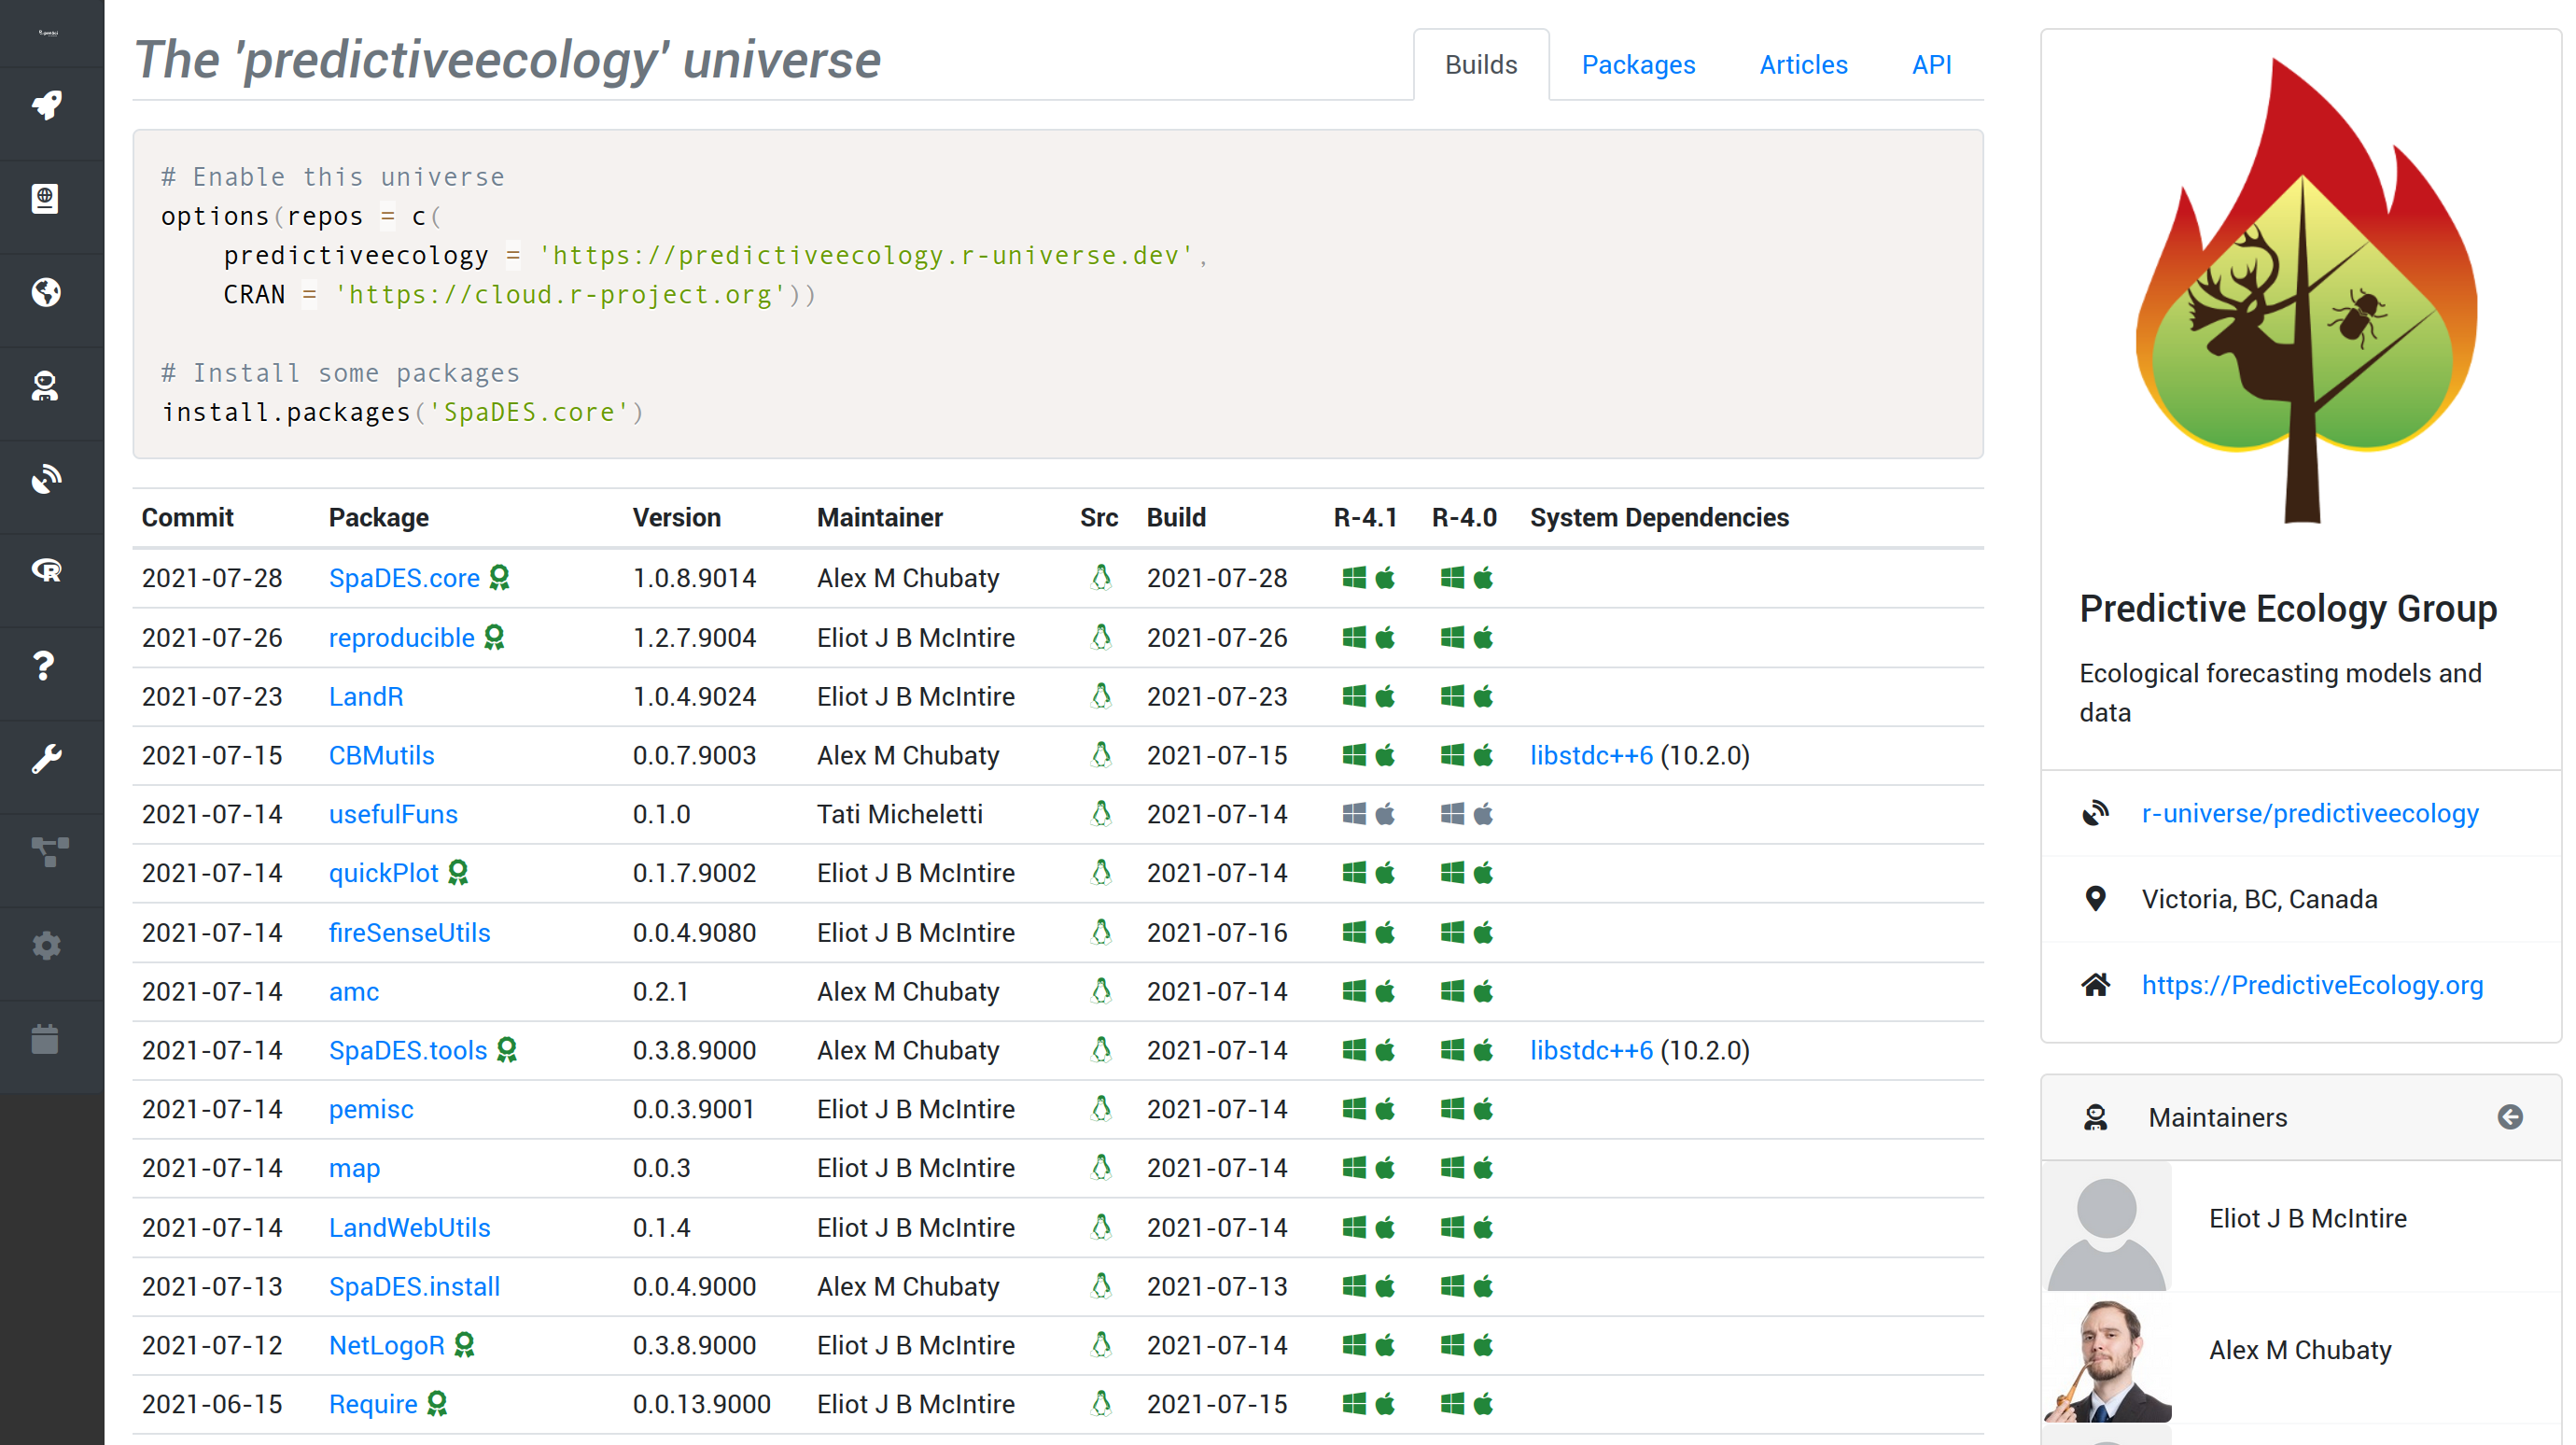 The 'predictiveecology' universe
Builds Packages Articles API
# Enable this universe
options(repos = c(
predictiveecology = 'https://predictiveecology.r-universe.dev',
CRAN = 'https://cloud.r-project.org'))
# Install some packages
install.packages('SpaDES.core')
Commit Package Version Maintainer Src Build R-4.1 R-4.0 System Dependencies
2021-07-28 SpaDES.core 1.0.8.9014 Alex M Chubaty 2021-07-28
2021-07-26 reproducible 1.2.7.9004 Eliot J B McIntire 2021-07-26
2021-07-23 LandR 1.0.4.9024 Eliot J B McIntire 2021-07-23
2021-07-15 CBMutils 0.0.7.9003 Alex M Chubaty 2021-07-15 libstdc++6 (10.2.0)
2021-07-14 usefulFuns 0.1.0 Tati Micheletti 2021-07-14
2021-07-14 quickPlot 0.1.7.9002 Eliot J B McIntire 2021-07-14
2021-07-14 fireSenseUtils 0.0.4.9080 Eliot J B McIntire 2021-07-16
2021-07-14 amc 0.2.1 Alex M Chubaty 2021-07-14
2021-07-14 SpaDES.tools 0.3.8.9000 Alex M Chubaty 2021-07-14 libstdc++6 (10.2.0)
2021-07-14 pemisc 0.0.3.9001 Eliot J B McIntire 2021-07-14
2021-07-14 map 0.0.3 Eliot J B McIntire 2021-07-14
2021-07-14 LandWebUtils 0.1.4 Eliot J B McIntire 2021-07-14
2021-07-13 SpaDES.install 0.0.4.9000 Alex M Chubaty 2021-07-13
2021-07-12 NetLogoR 0.3.8.9000 Eliot J B McIntire 2021-07-14
2021-06-15 Require 0.0.13.9000 Eliot J B McIntire 2021-07-15
Predictive Ecology Group
Ecological forecasting models and
data
r-universe/predictiveecology
Victoria, BC, Canada
https://PredictiveEcology.org
Maintainers
Eliot J B McIntire
Alex M Chubaty